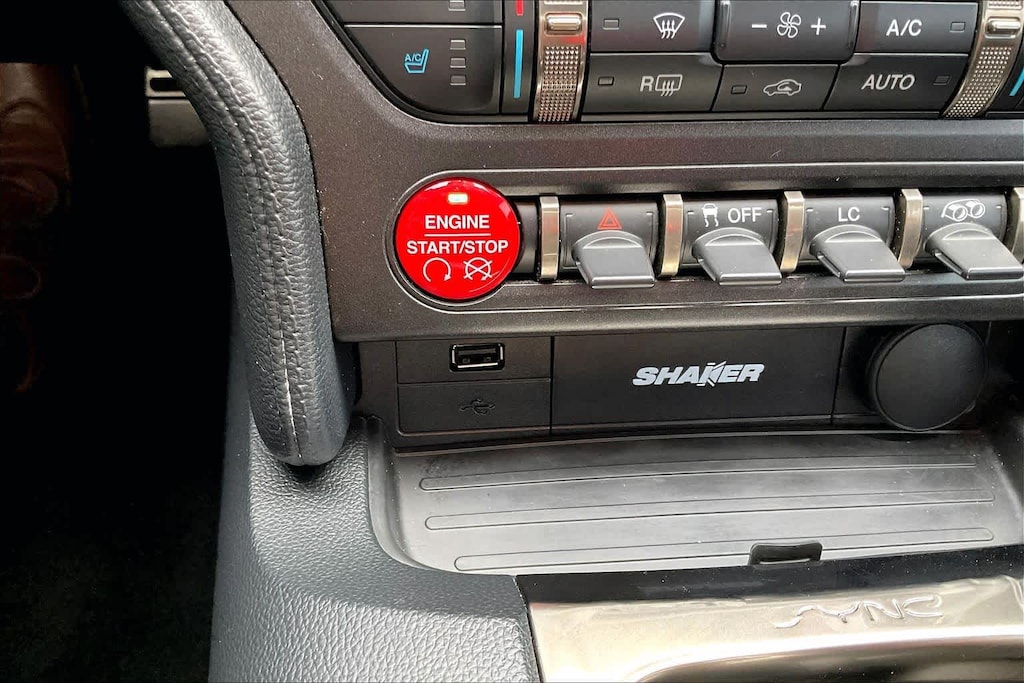 A/C
- +
A/C
R
AUTO
ENGINE
START/STOP
OFF
LC
SHAKER
SYNC